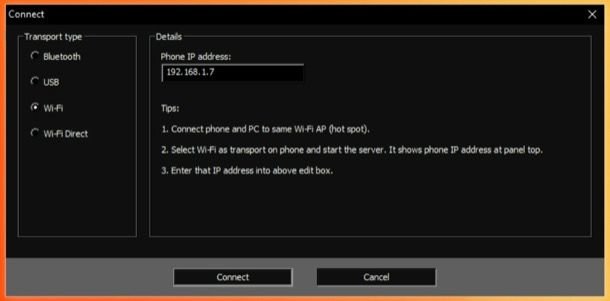 Connect
Transport type
Bluetooth
USB
Wi-Fi
Wi-Fi Direct
Details
Phone IP address:
192.168.1.7
Tips:
1. Connect phone and PC to same Wi-Fi AP (hot spot).
2. Select Wi-Fi as transport on phone and start the server. It shows phone IP address at panel top.
3. Enter that IP address into above edit box.
Connect
Cancel